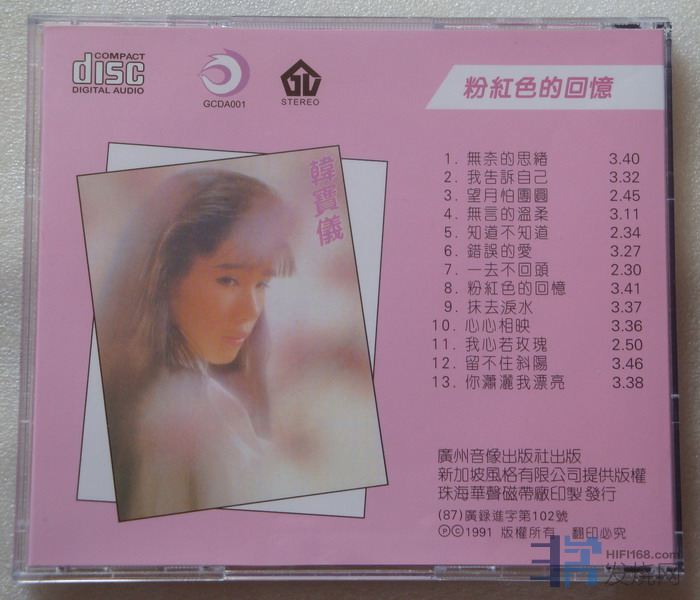 COMPACT
disc
DIGITAL AUDIO
GCDA001
STEREO
粉紅色的回憶
韓寶儀
1. 無奈的思緒 3.40
2. 我告訴自己 3.32
3. 望月怕團圓 2.45
4. 無言的溫柔 3.11
5. 知道不知道 2.34
6. 錯誤的愛 3.27
7. 一去不回頭 2.30
8. 粉紅色的回憶 3.41
9. 抹去淚水 3.37
10. 心心相映 3.36
11. 我心若玫瑰 2.50
12. 留不住斜陽 3.46
13. 你瀟灑我漂亮 3.38
廣州音像出版社出版
新加坡風格有限公司提供版權
珠海華聲磁帶廠印製發行
(87)廣録進字第102號
ⓅⒸ1991 版權所有 翻印必究
HIFI168.com
发烧网